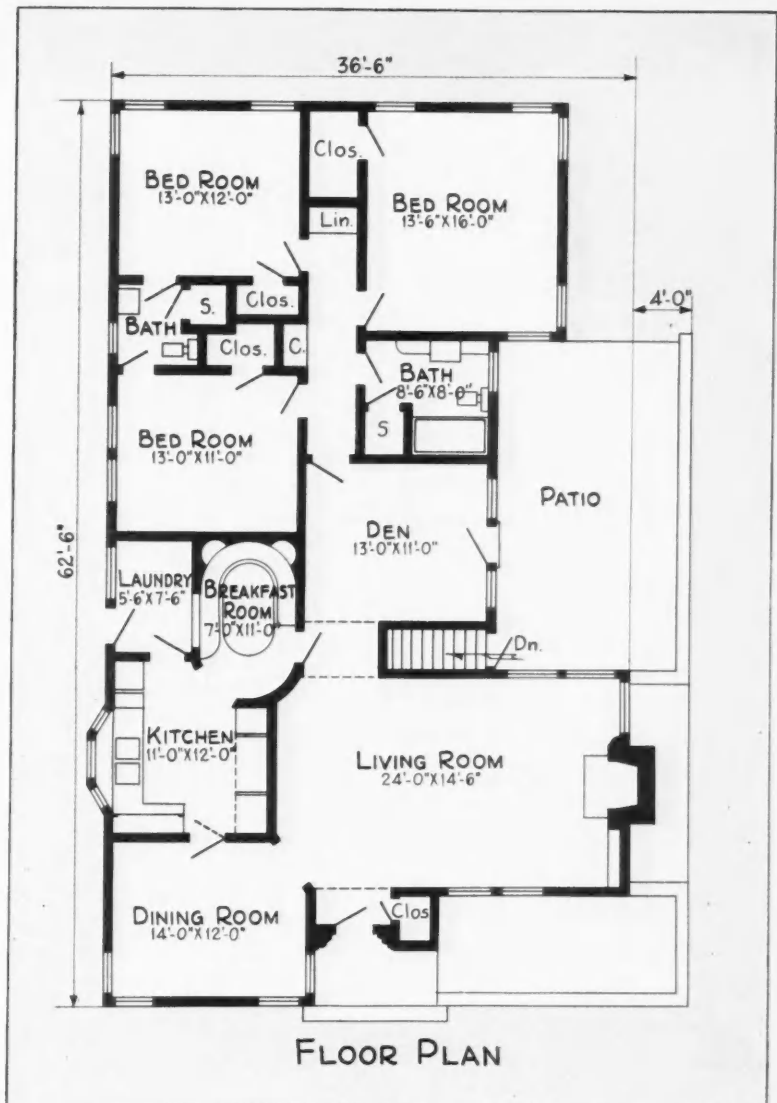 36'-6"
Clos.
BED ROOM
13'-0"X12'-0"
BED ROOM
13'-6"X16'-0"
Lin.
4'-0"
S.
Clos.
BATH
Clos.
C.
BATH
8'-6"X8'-0"
S
BED ROOM
13'-0"X11'-0"
PATIO
62'-6"
DEN
13'-0"X11'-0"
LAUNDRY
5'-6"X7'-6"
BREAKFAST
ROOM
7'-0"X11'-0"
Dn.
KITCHEN
11'-0"X12'-0"
LIVING ROOM
24'-0"X14'-6"
Clos
DINING ROOM
14'-0"X12'-0"
FLOOR PLAN